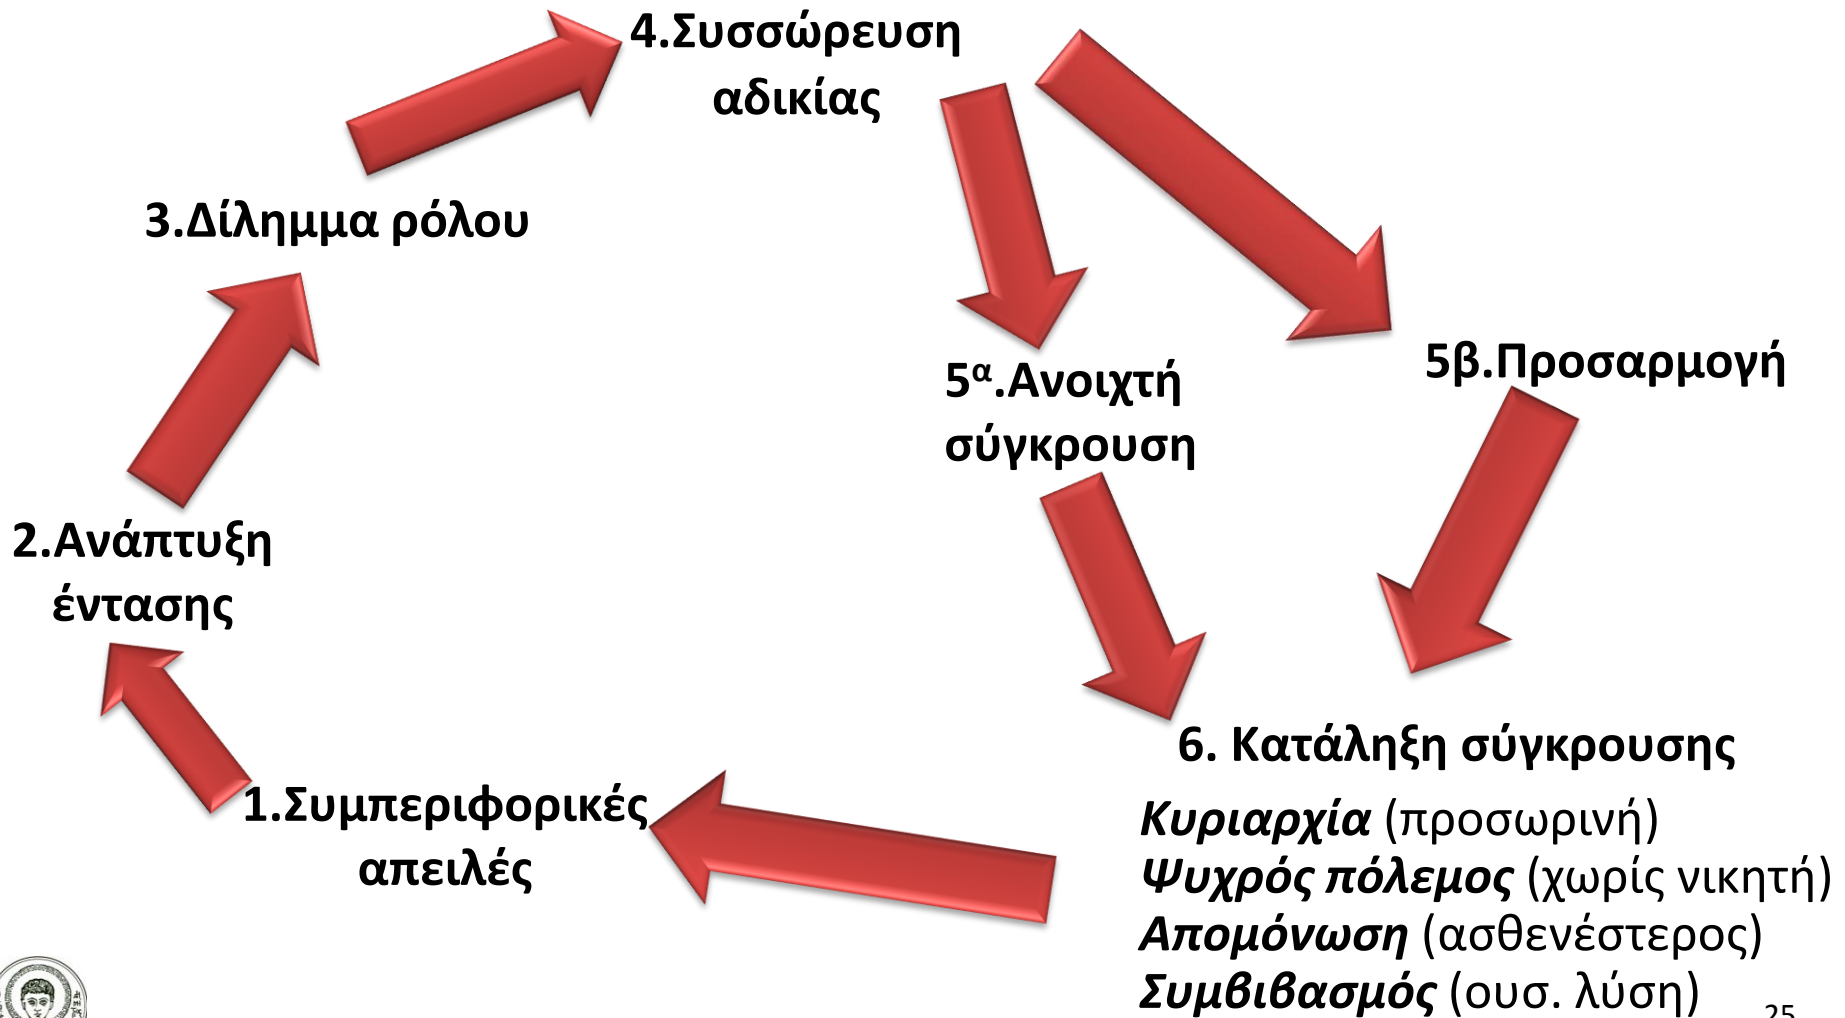 4.Συσσώρευση
αδικίας
3.Δίλημμα ρόλου
5β.Προσαρμογή
5α.Ανοιχτή
σύγκρουση
2.Ανάπτυξη
έντασης
6. Κατάληξη σύγκρουσης
1.Συμπεριφορικές
απειλές
Κυριαρχία (προσωρινή)
Ψυχρός πόλεμος (χωρίς νικητή)
Απομόνωση (ασθενέστερος)
Συμβιβασμός (ουσ. λύση)
25